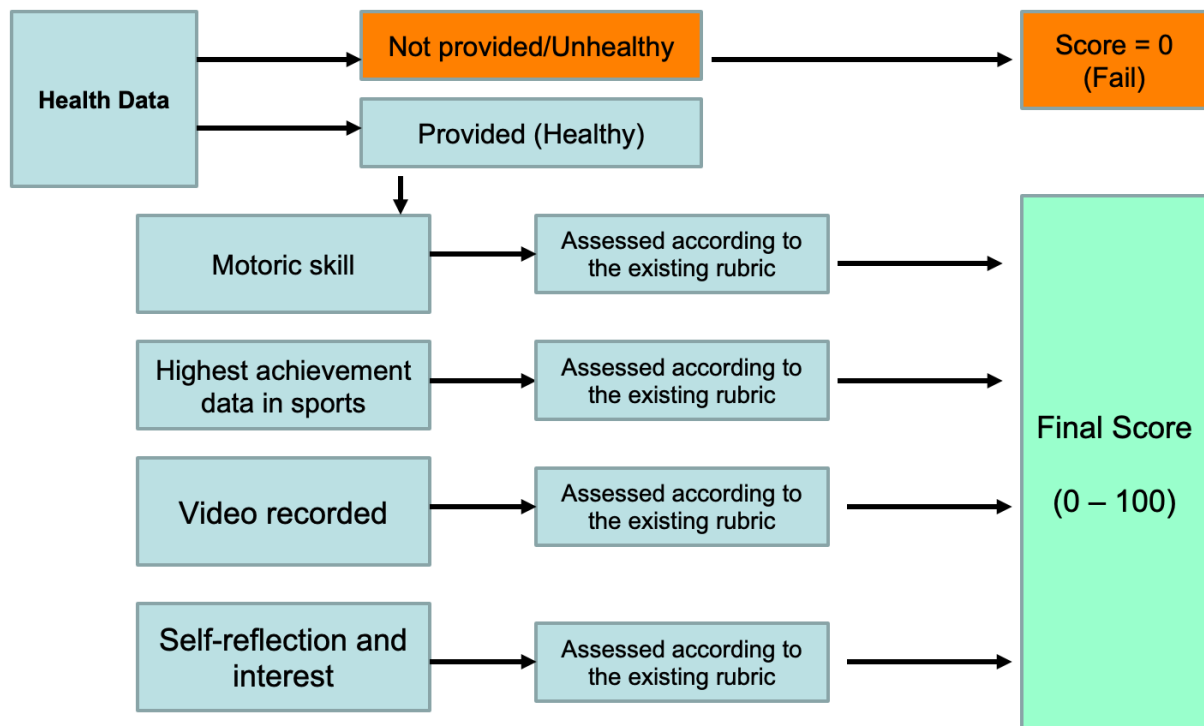 Health Data
Not provided/Unhealthy
Score = 0
(Fail)
Provided (Healthy)
Motoric skill
Assessed according to
the existing rubric
Highest achievement
data in sports
Assessed according to
the existing rubric
Video recorded
Assessed according to
the existing rubric
Self-reflection and
interest
Assessed according to
the existing rubric
Final Score
(0 – 100)